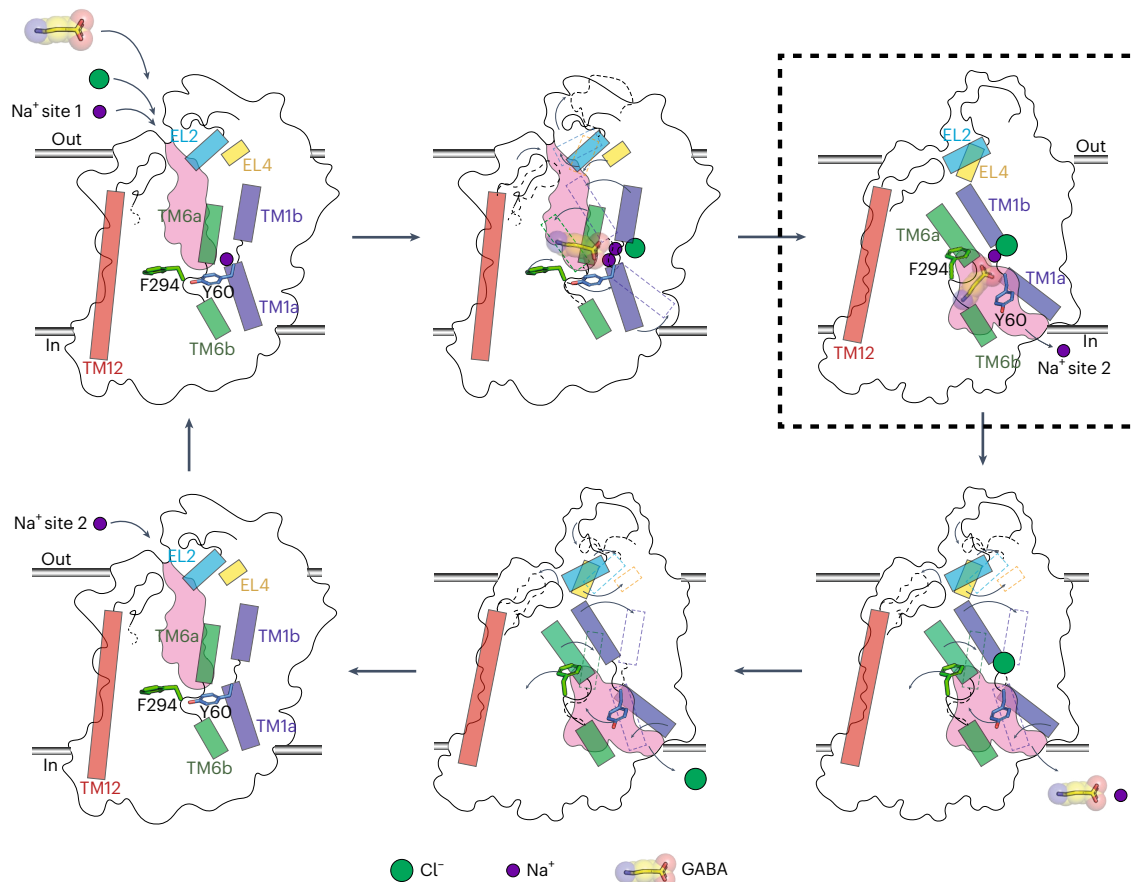 Na⁺ site 1
Out
EL2
EL4
TM6a
TM1b
F294
Y60
TM1a
In
TM6b
TM12
EL2
Out
EL4
TM1b
TM6a
F294
TM1a
Y60
In
TM12
TM6b
Na⁺ site 2
Na⁺ site 2
Out
EL2
EL4
TM6a
TM1b
F294
Y60
TM1a
In
TM6b
TM12
Cl⁻
Na⁺
GABA